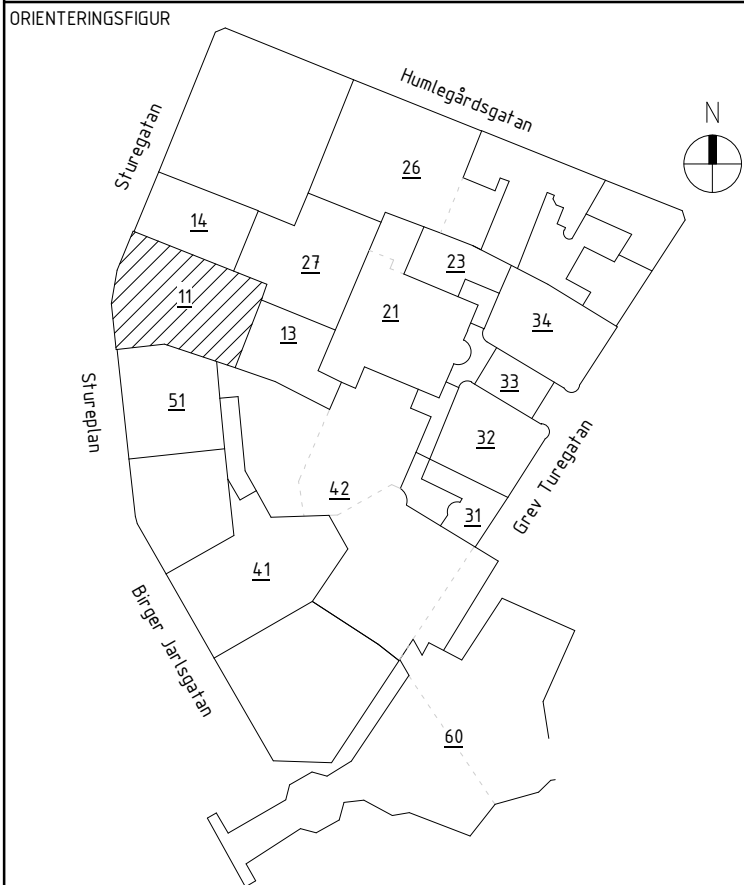 ORIENTERINGSFIGUR
Humlegårdsgatan
N
Sturegatan
26
14
27
23
11
21
34
13
33
51
Stureplan
32
42
Grev Turegatan
31
41
Birger Jarlsgatan
60